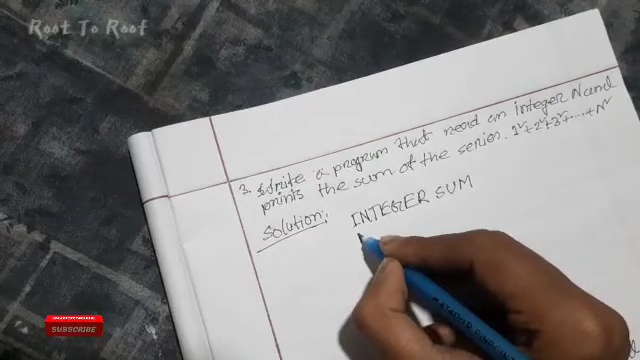 Root To Roof
3. Write a program that read an integer N and
prints the sum of the series. 1²+2²+3²+...+N²
Solution: INTEGER SUM
SUBSCRIBE